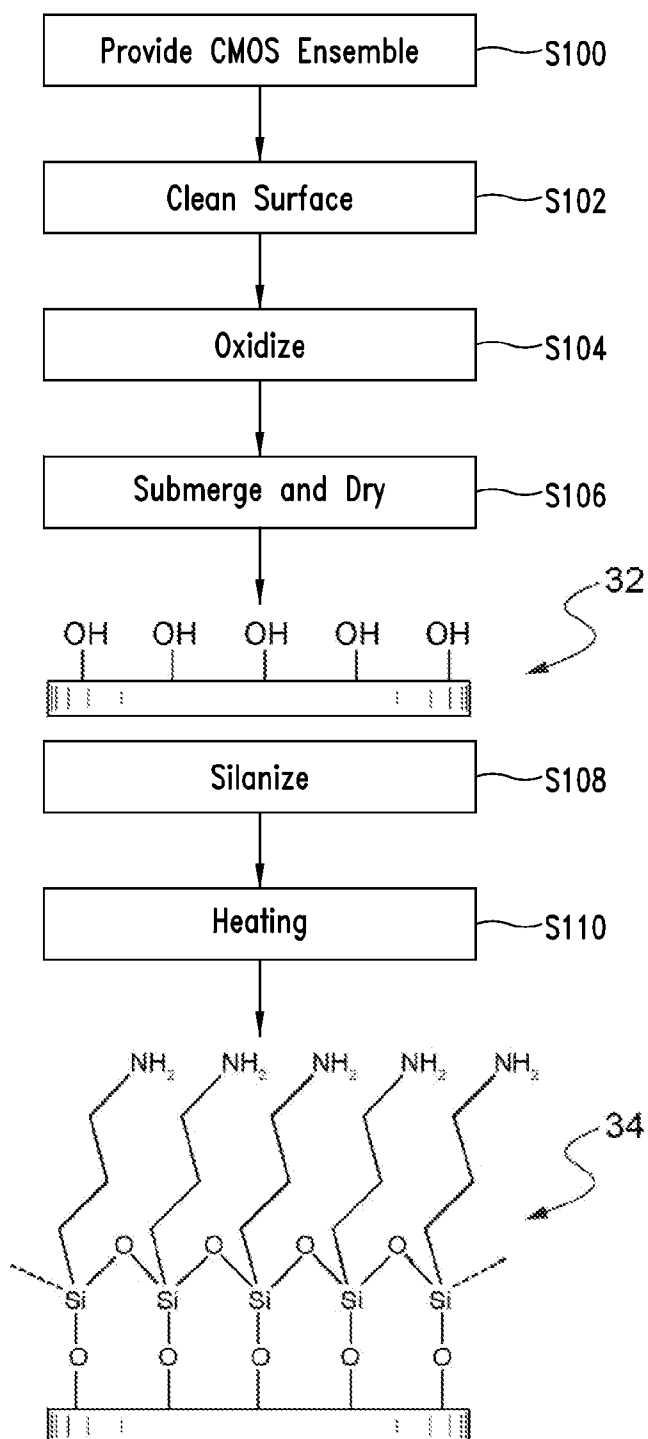 Provide CMOS Ensemble S100
Clean Surface S102
Oxidize S104
Submerge and Dry S106
32
OH OH OH OH OH
Silanize S108
Heating S110
NH2 NH2 NH2 NH2 NH2
34
O O O O
Si Si Si Si Si
O O O O O